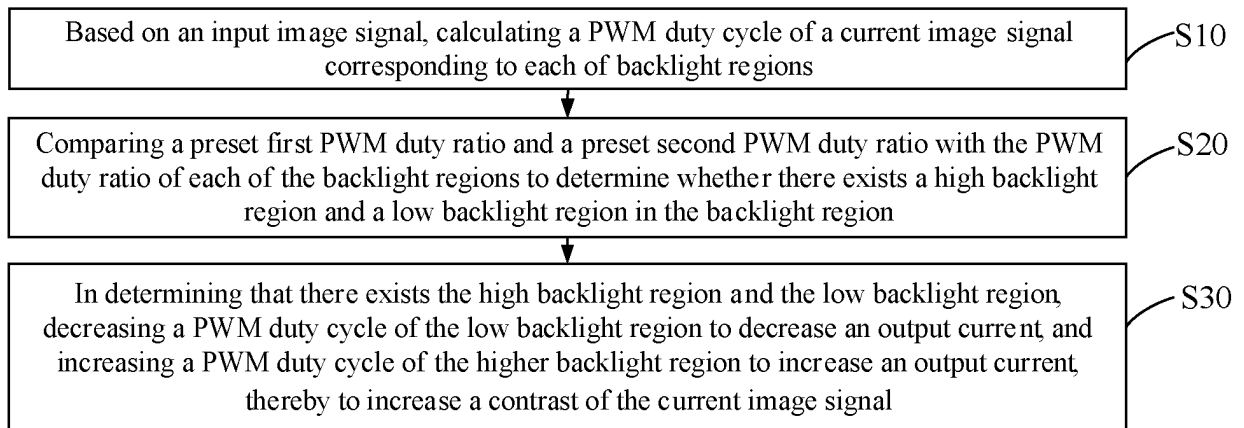 Based on an input image signal, calculating a PWM duty cycle of a current image signal
corresponding to each of backlight regions
S10
Comparing a preset first PWM duty ratio and a preset second PWM duty ratio with the PWM
duty ratio of each of the backlight regions to determine whether there exists a high backlight
region and a low backlight region in the backlight region
S20
In determining that there exists the high backlight region and the low backlight region,
decreasing a PWM duty cycle of the low backlight region to decrease an output current, and
increasing a PWM duty cycle of the higher backlight region to increase an output current,
thereby to increase a contrast of the current image signal
S30